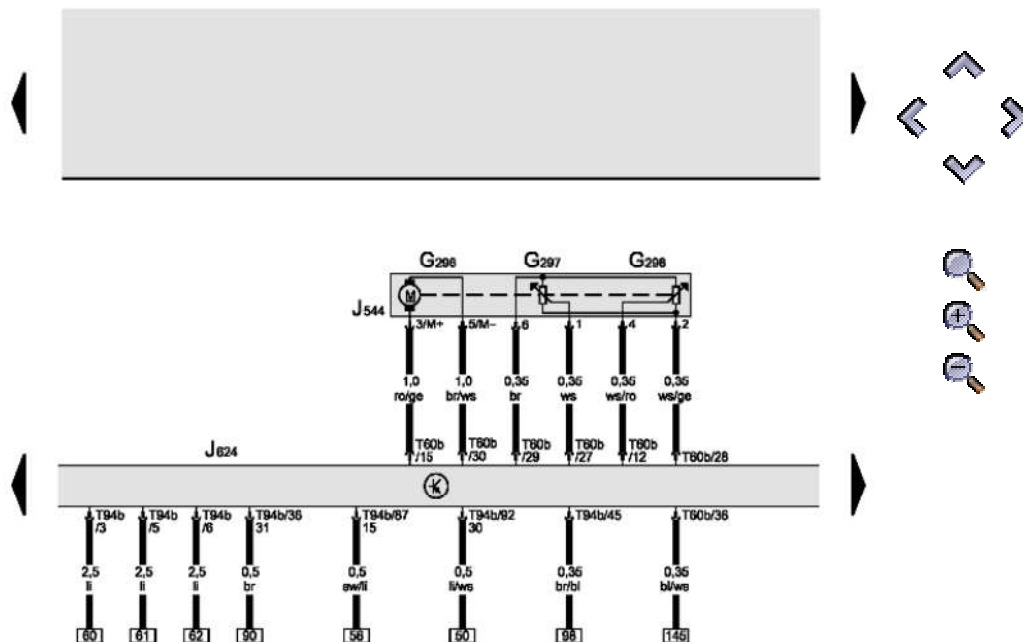 G296 G297 G298
J544
3/M+ 5/M− 6 1 4 2
1,0 1,0 0,35 0,35 0,35 0,35
ro/ge br/ws br ws ws/ro ws/ge
J624
T60b T60b T60b T60b T60b T60b/28
/15 /30 /29 /27 /12
K
T94b T94b T94b T94b/36 T94b/87 T94b/92 T94b/45 T60b/36
/3 /5 /6 31 15 30
2,5 2,5 2,5 0,5 0,5 0,5 0,35 0,35
li li li br sw/li li/ws br/bl bl/ws
60 61 62 90 56 50 98 145